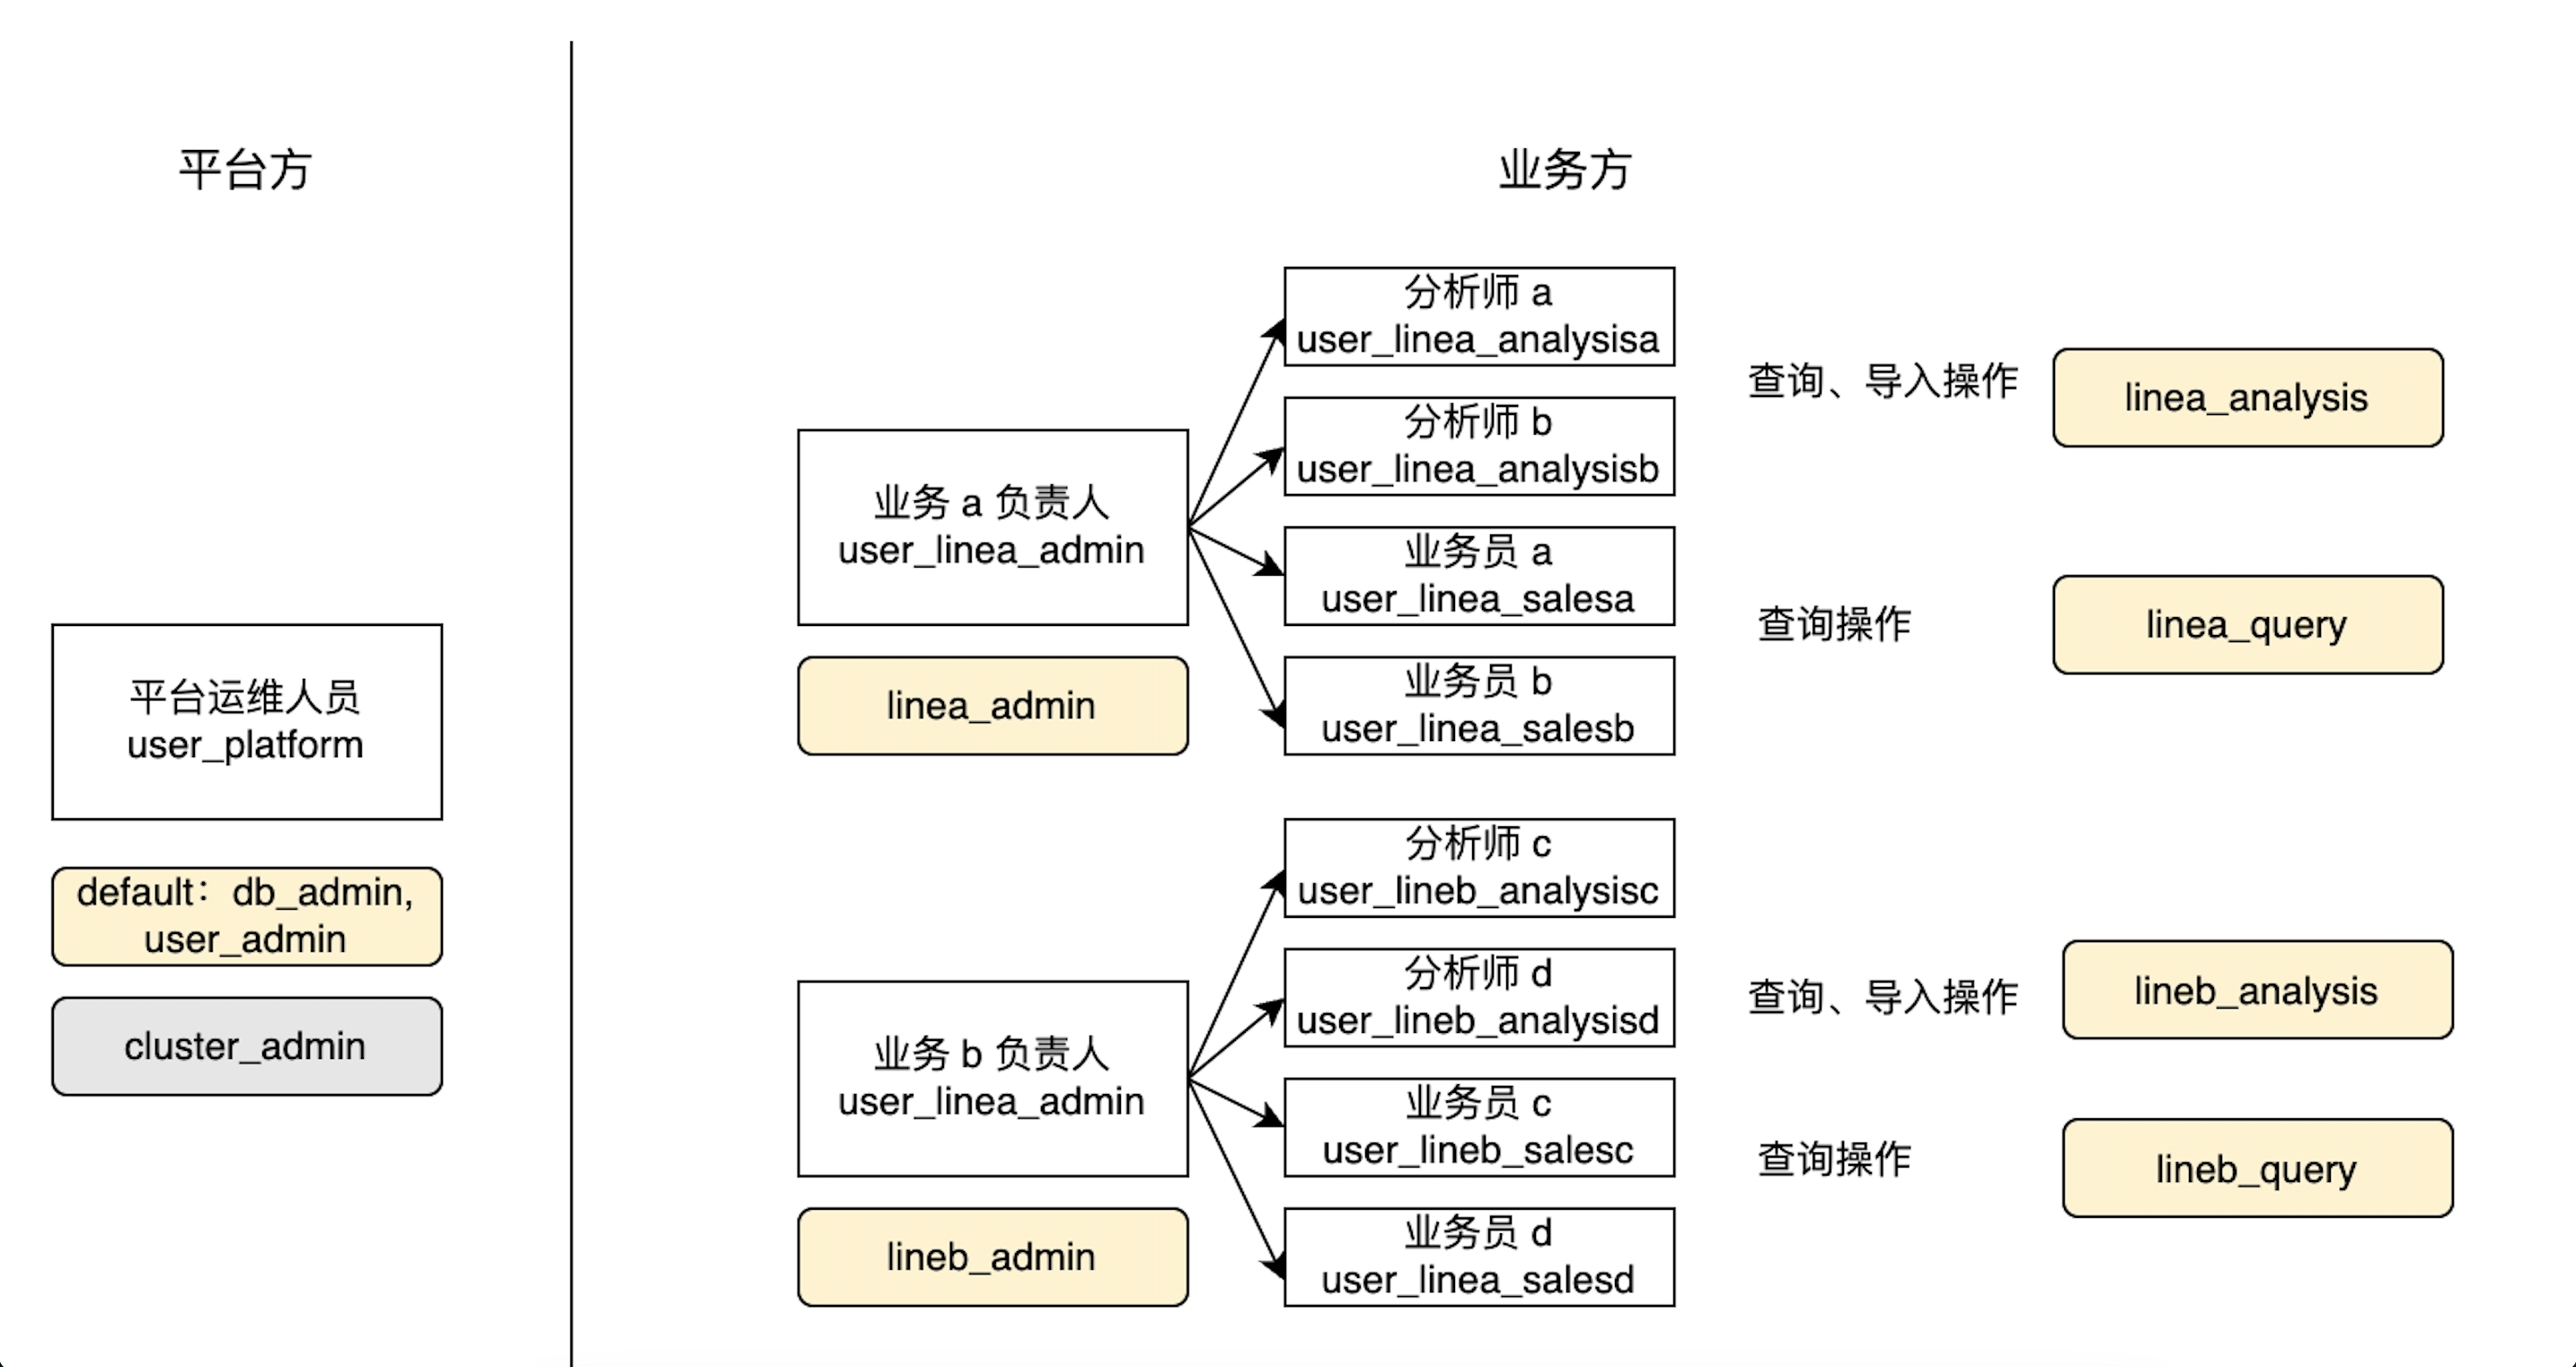 平台方
平台运维人员
user_platform
default：db_admin,
user_admin
cluster_admin
业务方
业务 a 负责人
user_linea_admin
linea_admin
分析师 a
user_linea_analysisa
分析师 b
user_linea_analysisb
业务员 a
user_linea_salesa
业务员 b
user_linea_salesb
查询、导入操作
linea_analysis
查询操作
linea_query
业务 b 负责人
user_linea_admin
lineb_admin
分析师 c
user_lineb_analysisc
分析师 d
user_lineb_analysisd
业务员 c
user_lineb_salesc
业务员 d
user_linea_salesd
查询、导入操作
lineb_analysis
查询操作
lineb_query